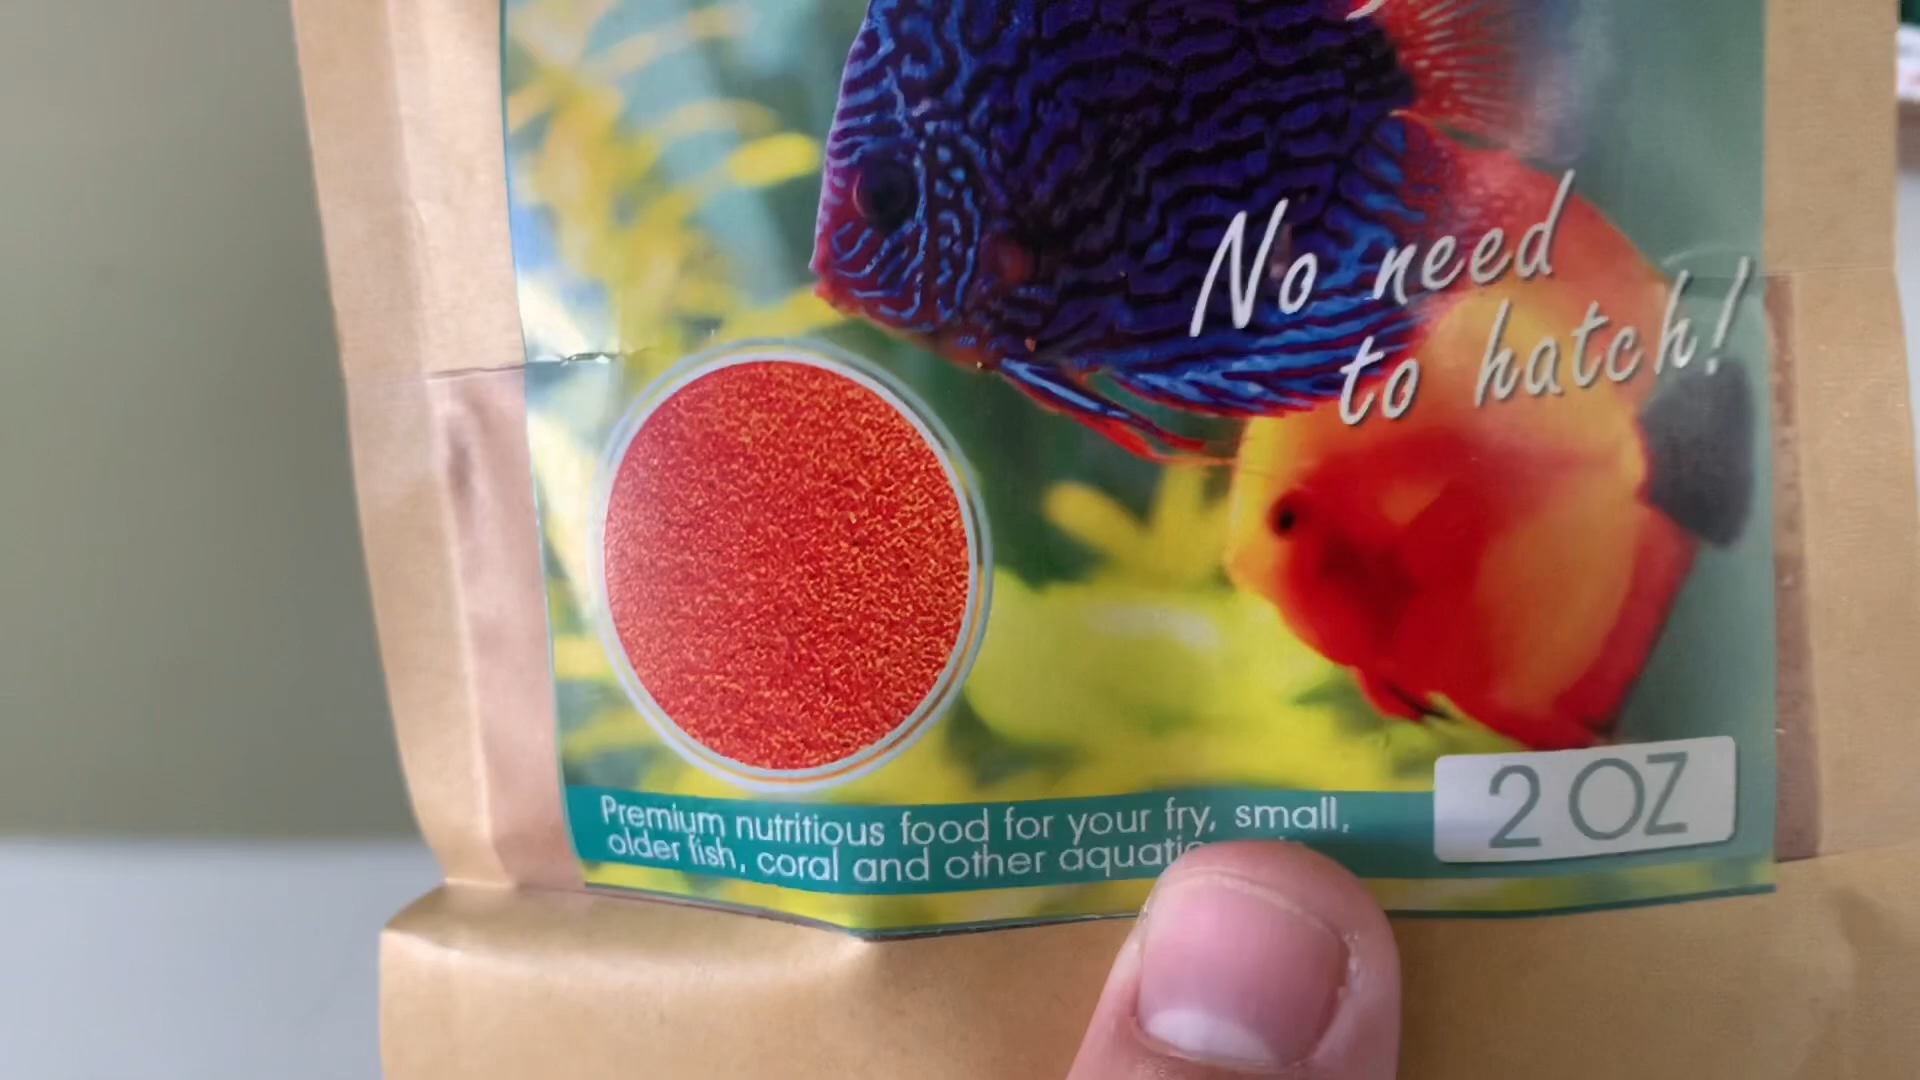 No need
to hatch!
Premium nutritious food for your fry, small,
older fish, coral and other aquatic
2 OZ